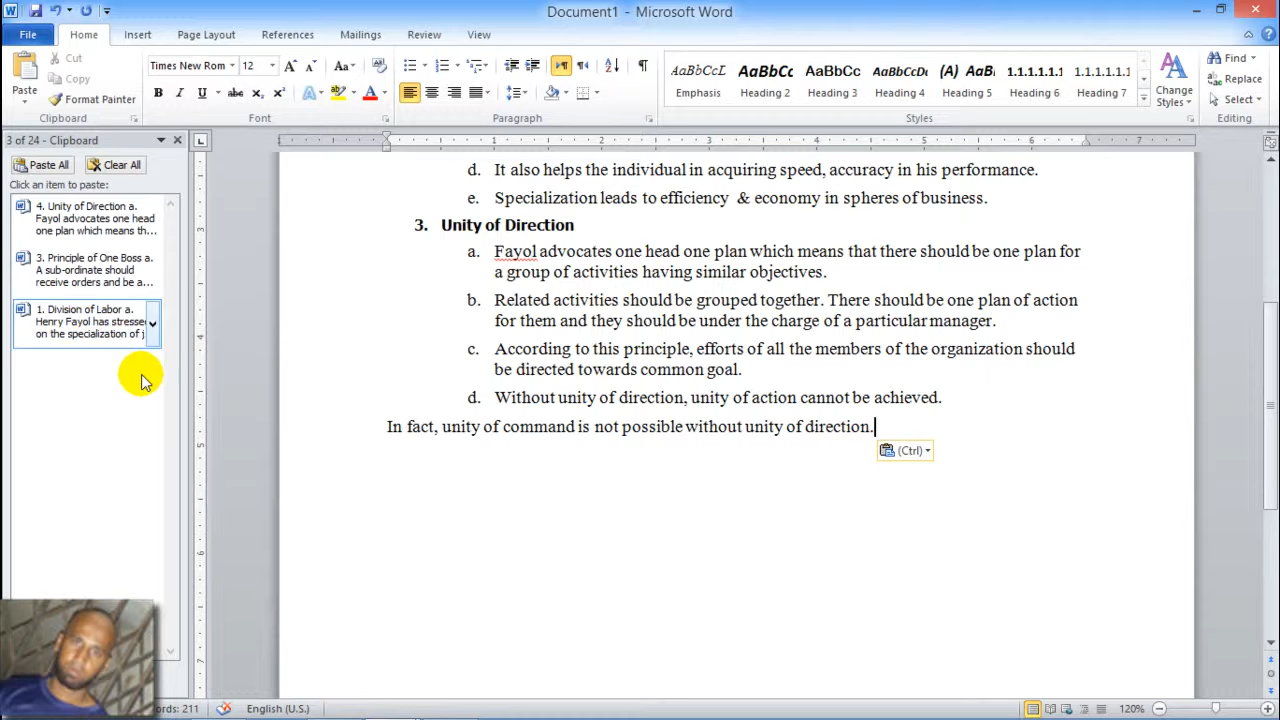 Document1 - Microsoft Word
File Home Insert Page Layout References Mailings Review View
Paste Cut Copy Format Painter
Clipboard
Times New Rom 12
Font
Paragraph
AaBbCcL AaBbCc AaBbCc AaBbCcDc (A) AaB 1.1.1.1.1.1 1.1.1.1.1.
Emphasis Heading 2 Heading 3 Heading 4 Heading 5 Heading 6 Heading 7
Change Styles
Styles
Find
Replace
Select
Editing
3 of 24 - Clipboard
Paste All Clear All
Click an item to paste:
4. Unity of Direction a.
Fayol advocates one head
one plan which means th...
3. Principle of One Boss a.
A sub-ordinate should
receive orders and be a...
1. Division of Labor a.
Henry Fayol has stressed
on the specialization of j
d. It also helps the individual in acquiring speed, accuracy in his performance.
e. Specialization leads to efficiency & economy in spheres of business.
3. Unity of Direction
a. Fayol advocates one head one plan which means that there should be one plan for
a group of activities having similar objectives.
b. Related activities should be grouped together. There should be one plan of action
for them and they should be under the charge of a particular manager.
c. According to this principle, efforts of all the members of the organization should
be directed towards common goal.
d. Without unity of direction, unity of action cannot be achieved.
In fact, unity of command is not possible without unity of direction.
(Ctrl)
rds: 211 English (U.S.) 120%